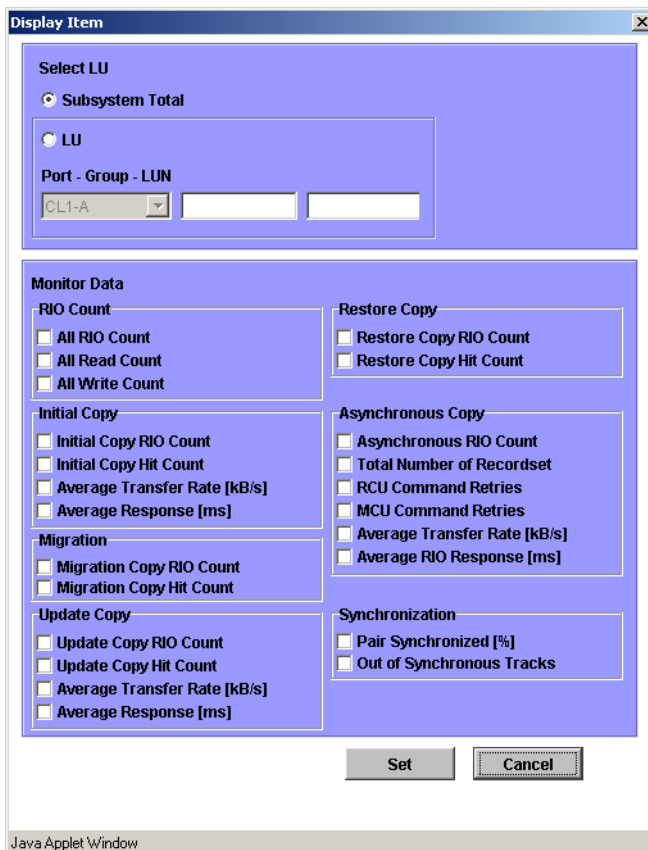 Display Item
Select LU
Subsystem Total
LU
Port - Group - LUN
CL1-A
Monitor Data
RIO Count
All RIO Count
All Read Count
All Write Count
Initial Copy
Initial Copy RIO Count
Initial Copy Hit Count
Average Transfer Rate [kB/s]
Average Response [ms]
Migration
Migration Copy RIO Count
Migration Copy Hit Count
Update Copy
Update Copy RIO Count
Update Copy Hit Count
Average Transfer Rate [kB/s]
Average Response [ms]
Restore Copy
Restore Copy RIO Count
Restore Copy Hit Count
Asynchronous Copy
Asynchronous RIO Count
Total Number of Recordset
RCU Command Retries
MCU Command Retries
Average Transfer Rate [kB/s]
Average RIO Response [ms]
Synchronization
Pair Synchronized [%]
Out of Synchronous Tracks
Set
Cancel
Java Applet Window